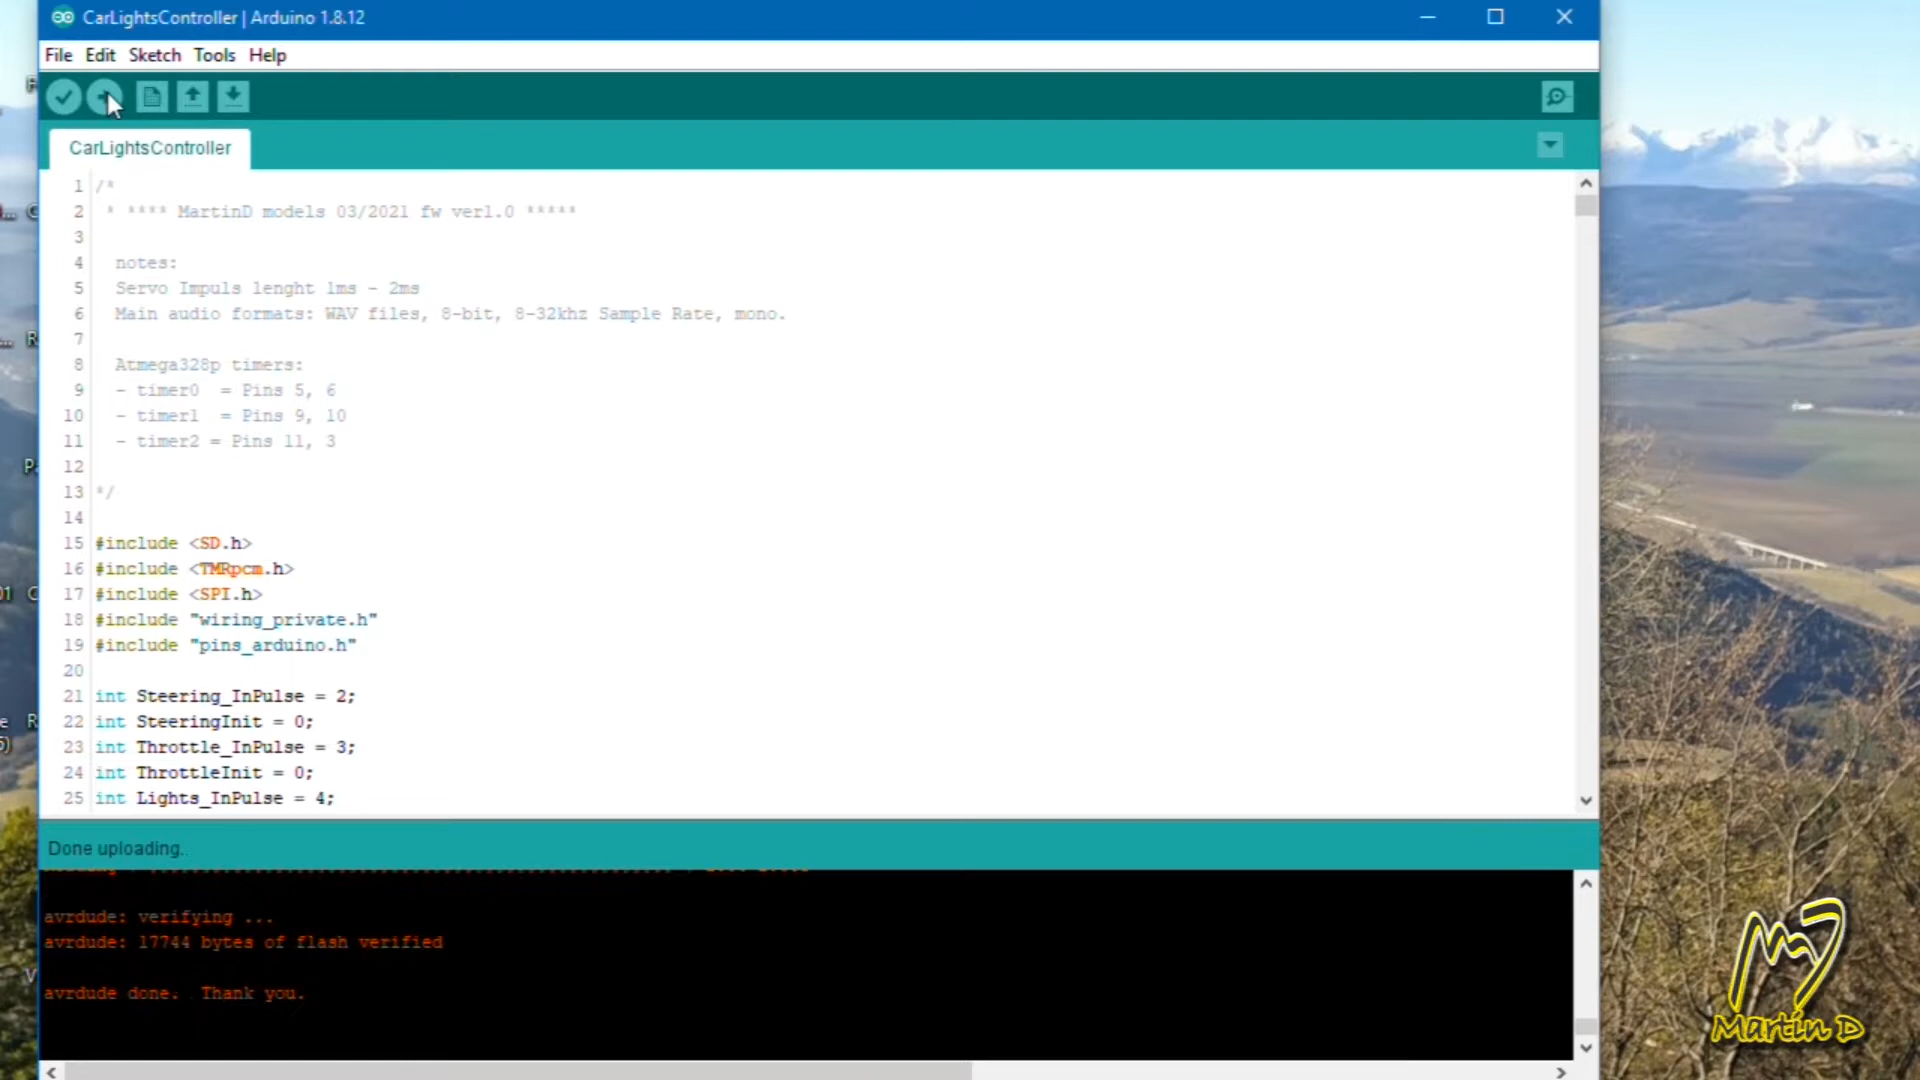 CarLightsController | Arduino 1.8.12
File Edit Sketch Tools Help
CarLightsController
1 /*
2 * **** MartinD models 03/2021 fw ver1.0 *****
3
4 notes:
5 Servo Impuls lenght 1ms - 2ms
6 Main audio formats: WAV files, 8-bit, 8-32khz Sample Rate, mono.
7
8 Atmega328p timers:
9 - timer0 = Pins 5, 6
10 - timer1 = Pins 9, 10
11 - timer2 = Pins 11, 3
12
13 */
14
15 #include <SD.h>
16 #include <TMRpcm.h>
17 #include <SPI.h>
18 #include "wiring_private.h"
19 #include "pins_arduino.h"
20
21 int Steering_InPulse = 2;
22 int SteeringInit = 0;
23 int Throttle_InPulse = 3;
24 int ThrottleInit = 0;
25 int Lights_InPulse = 4;
Done uploading.
avrdude: verifying ...
avrdude: 17744 bytes of flash verified
avrdude done. Thank you.
Martin D